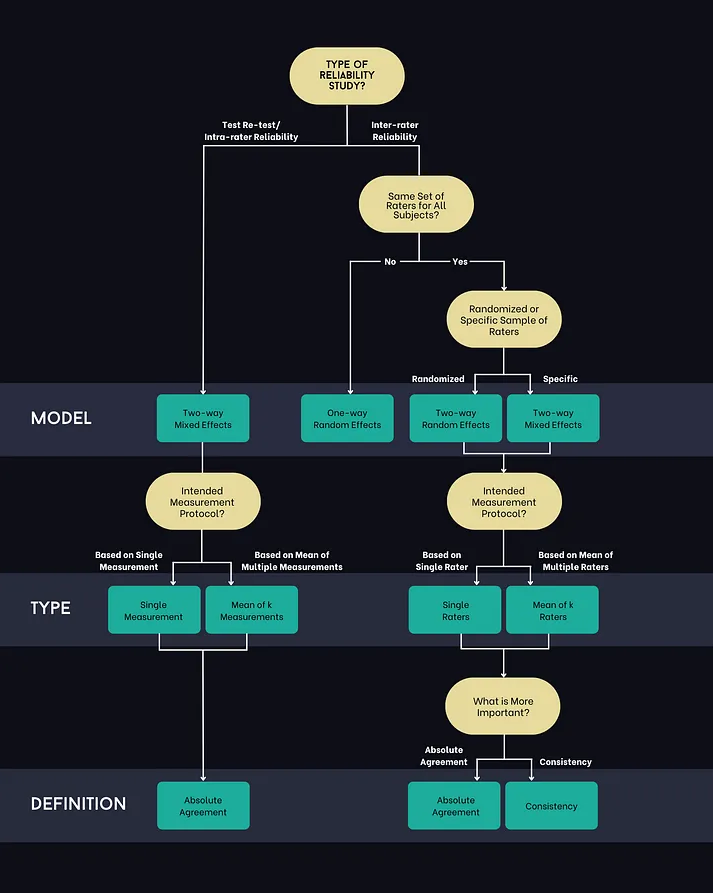 TYPE OF
RELIABILITY
STUDY?
Test Re-test/
Intra-rater Reliability
Inter-rater
Reliability
Same Set of
Raters for All
Subjects?
No
Yes
Randomized or
Specific Sample of
Raters
Randomized
Specific
MODEL
Two-way
Mixed Effects
One-way
Random Effects
Two-way
Random Effects
Two-way
Mixed Effects
Intended
Measurement
Protocol?
Intended
Measurement
Protocol?
Based on Single
Measurement
Based on Mean of
Multiple Measurements
Based on
Single Rater
Based on Mean of
Multiple Raters
TYPE
Single
Measurement
Mean of k
Measurements
Single
Raters
Mean of k
Raters
What is More
Important?
Absolute
Agreement
Consistency
DEFINITION
Absolute
Agreement
Absolute
Agreement
Consistency